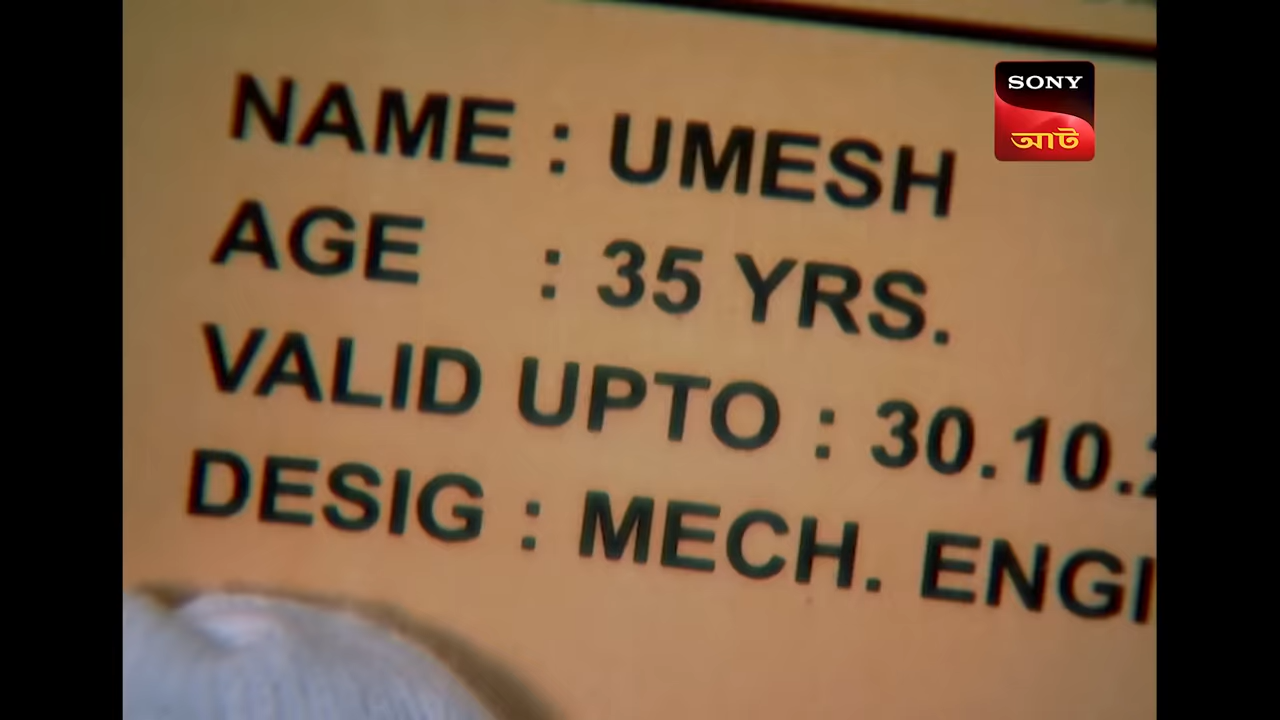 SONY
আট
NAME : UMESH
AGE : 35 YRS.
VALID UPTO : 30.10.
DESIG : MECH. ENGI